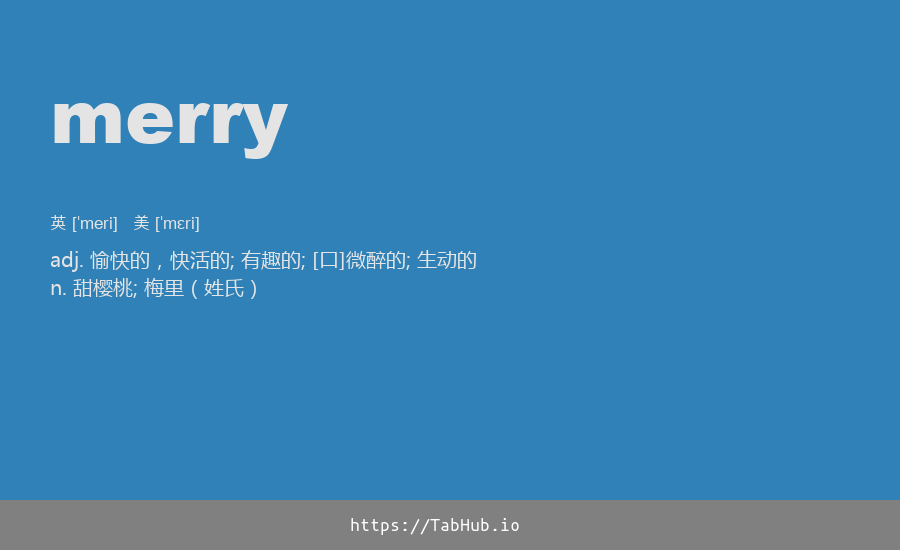 merry
英 ['meri] 美 ['mɛri]
adj. 愉快的，快活的; 有趣的; [口]微醉的; 生动的
n. 甜樱桃; 梅里（姓氏）
https://TabHub.io